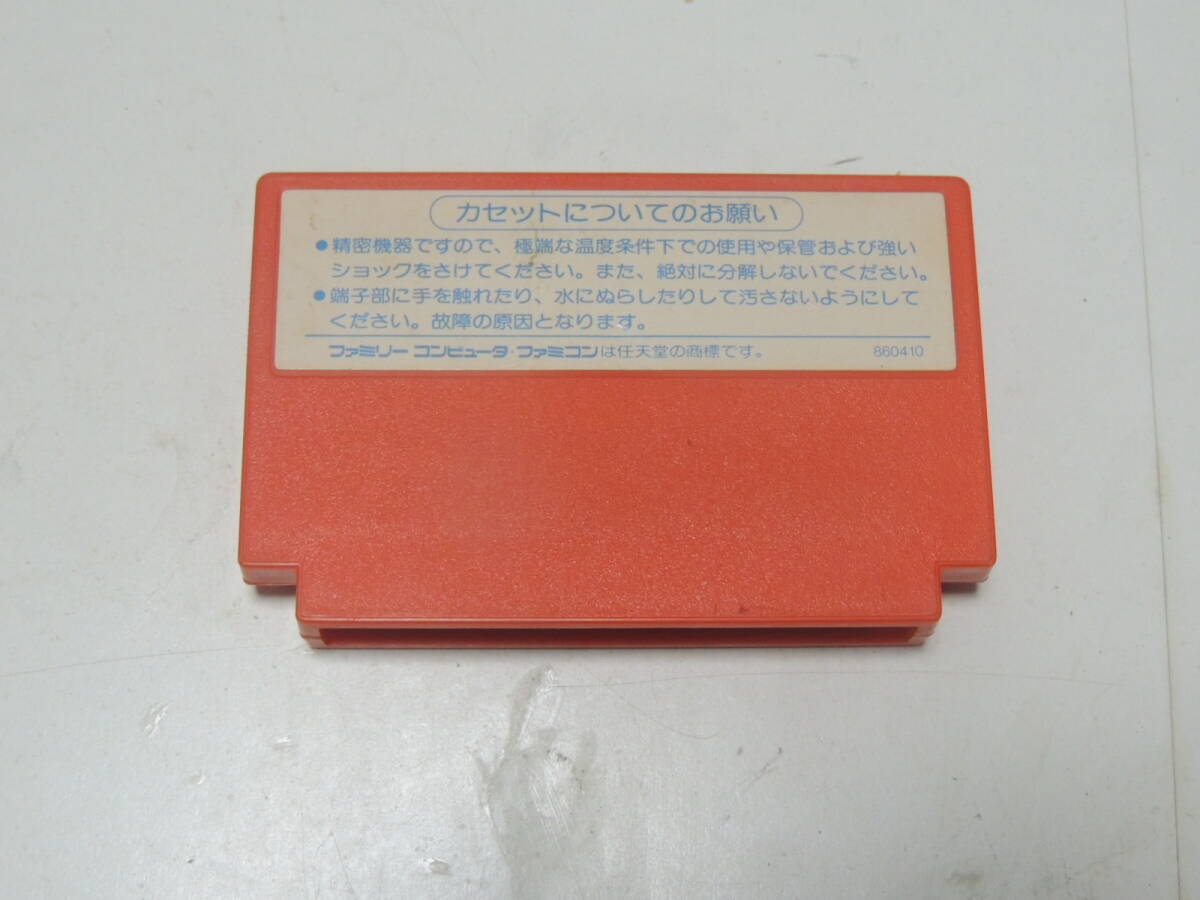 カセットについてのお願い
●精密機器ですので、極端な温度条件下での使用や保管および強い
ショックをさけてください。また、絶対に分解しないでください。
●端子部に手を触れたり、水にぬらしたりして汚さないようにして
ください。故障の原因となります。
ファミリー コンピュータ・ファミコンは任天堂の商標です。 860410